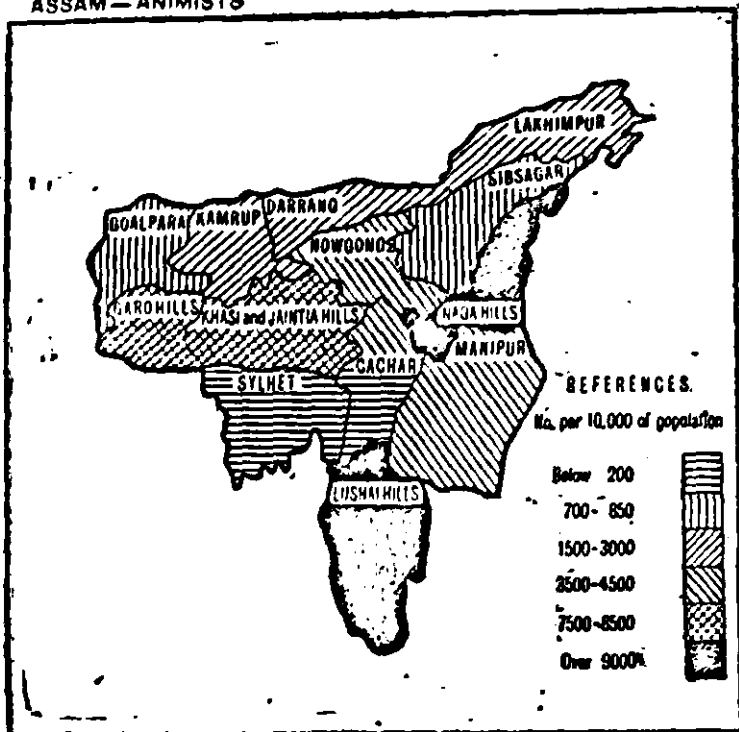 ASSAM — ANIMISTS
LAKHIMPUR
SIBSAGAR
GOALPARA
KAMRUP
DARRANG
NOWGONG
GARO HILLS
KHASI and JAINTIA HILLS
NAGA HILLS
MANIPUR
CACHAR
SYLHET
LUSHAI HILLS
REFERENCES.
No. per 10,000 of population
Below 200
700-850
1500-3000
3500-4500
7500-8500
Over 9000